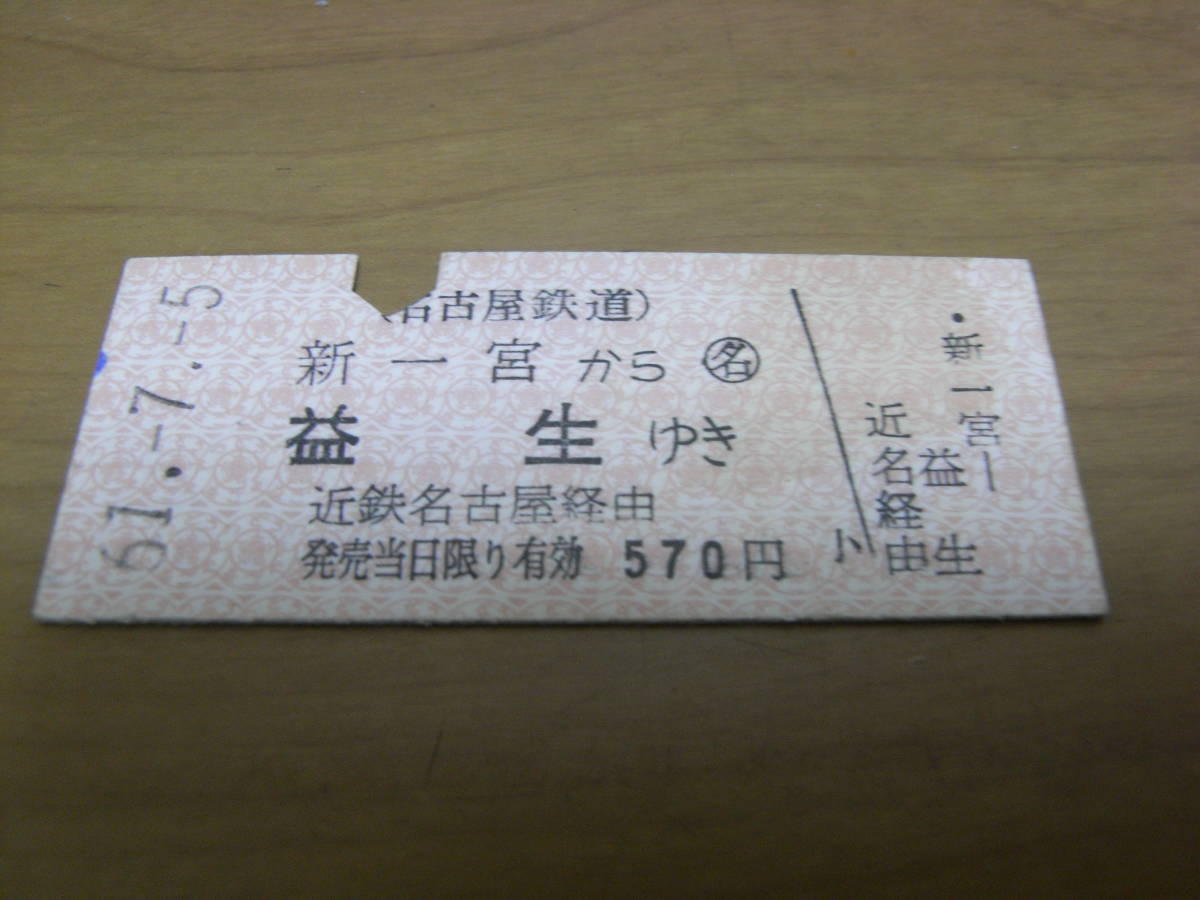 61.-7.-5
(名古屋鉄道)
新一宮から ㊔
益生ゆき
近鉄名古屋経由
発売当日限り有効 570円
小
・新一宮―
益生
近名経由